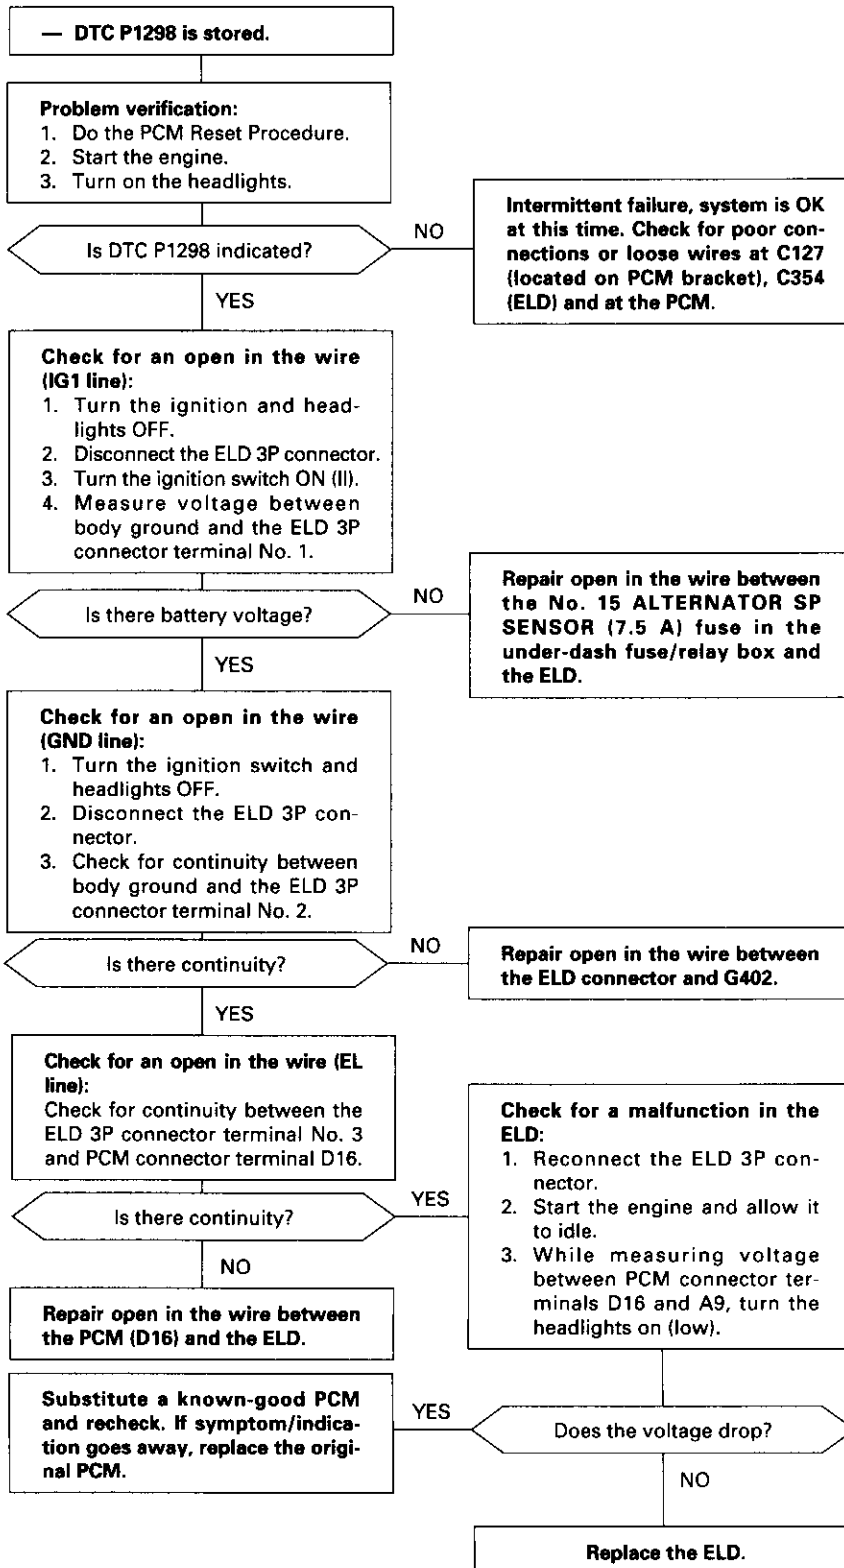 — DTC P1298 is stored.
Problem verification:
1. Do the PCM Reset Procedure.
2. Start the engine.
3. Turn on the headlights.
Is DTC P1298 indicated?
NO
Intermittent failure, system is OK
at this time. Check for poor con-
nections or loose wires at C127
(located on PCM bracket), C354
(ELD) and at the PCM.
YES
Check for an open in the wire
(IG1 line):
1. Turn the ignition and head-
lights OFF.
2. Disconnect the ELD 3P connector.
3. Turn the ignition switch ON (II).
4. Measure voltage between
body ground and the ELD 3P
connector terminal No. 1.
Is there battery voltage?
NO
Repair open in the wire between
the No. 15 ALTERNATOR SP
SENSOR (7.5 A) fuse in the
under-dash fuse/relay box and
the ELD.
YES
Check for an open in the wire
(GND line):
1. Turn the ignition switch and
headlights OFF.
2. Disconnect the ELD 3P con-
nector.
3. Check for continuity between
body ground and the ELD 3P
connector terminal No. 2.
Is there continuity?
NO
Repair open in the wire between
the ELD connector and G402.
YES
Check for an open in the wire (EL
line):
Check for continuity between the
ELD 3P connector terminal No. 3
and PCM connector terminal D16.
Is there continuity?
YES
Check for a malfunction in the
ELD:
1. Reconnect the ELD 3P con-
nector.
2. Start the engine and allow it
to idle.
3. While measuring voltage
between PCM connector ter-
minals D16 and A9, turn the
headlights on (low).
NO
Repair open in the wire between
the PCM (D16) and the ELD.
Does the voltage drop?
YES
Substitute a known-good PCM
and recheck. If symptom/indica-
tion goes away, replace the origi-
nal PCM.
NO
Replace the ELD.